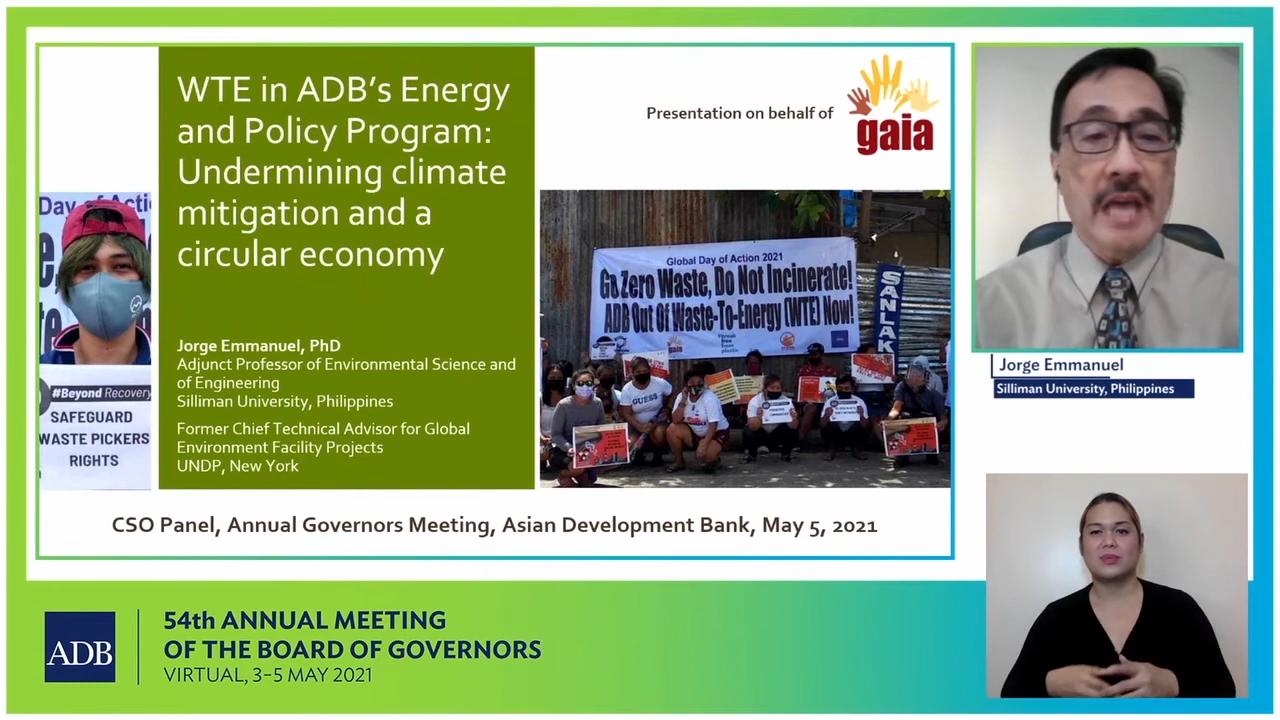 WTE in ADB's Energy
and Policy Program:
Undermining climate
mitigation and a
circular economy
Jorge Emmanuel, PhD
Adjunct Professor of Environmental Science and
of Engineering
Silliman University, Philippines
Former Chief Technical Advisor for Global
Environment Facility Projects
UNDP, New York
Presentation on behalf of
gaia
Day of Acti
#Beyond Recovery
SAFEGUARD
WASTE PICKERS
RIGHTS
Global Day of Action 2021
Go Zero Waste, Do Not Incinerate!
ADB Out Of Waste-To-Energy (WTE) Now!
SANLAK
GUESS
CSO Panel, Annual Governors Meeting, Asian Development Bank, May 5, 2021
Jorge Emmanuel
Silliman University, Philippines
ADB
54th ANNUAL MEETING
OF THE BOARD OF GOVERNORS
VIRTUAL, 3–5 MAY 2021